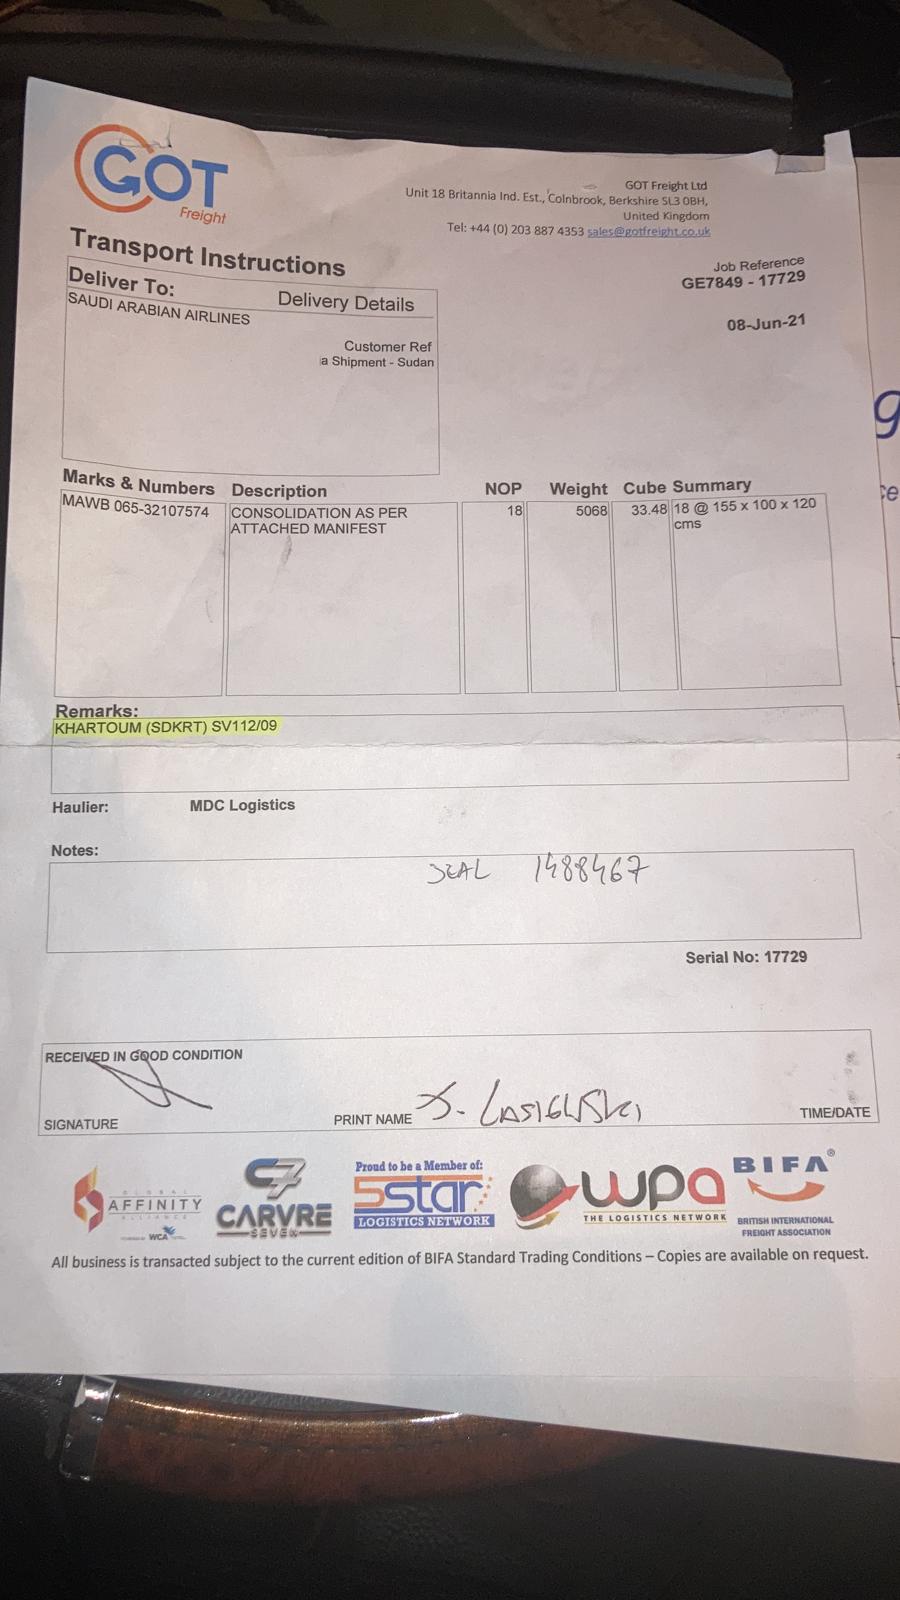 GOT
Freight
GOT Freight Ltd
Unit 18 Britannia Ind. Est., Colnbrook, Berkshire SL3 0BH,
United Kingdom
Tel: +44 (0) 203 887 4353 sales@gotfreight.co.uk
Transport Instructions
Job Reference
GE7849 - 17729
08-Jun-21
Deliver To:
Delivery Details
SAUDI ARABIAN AIRLINES
Customer Ref
a Shipment - Sudan
Marks & Numbers Description NOP Weight Cube Summary
MAWB 065-32107574 CONSOLIDATION AS PER 18 5068 33.48 18 @ 155 x 100 x 120
ATTACHED MANIFEST cms
Remarks:
KHARTOUM (SDKRT) SV112/09
Haulier: MDC Logistics
Notes:
SEAL 1488467
Serial No: 17729
RECEIVED IN GOOD CONDITION
SIGNATURE PRINT NAME TIME/DATE
GLOBAL
AFFINITY
ALLIANCE
WCA
C7
CARVRE
SEVEN
Proud to be a Member of:
5star
LOGISTICS NETWORK
wpa
THE LOGISTICS NETWORK
BIFA®
BRITISH INTERNATIONAL
FREIGHT ASSOCIATION
All business is transacted subject to the current edition of BIFA Standard Trading Conditions – Copies are available on request.